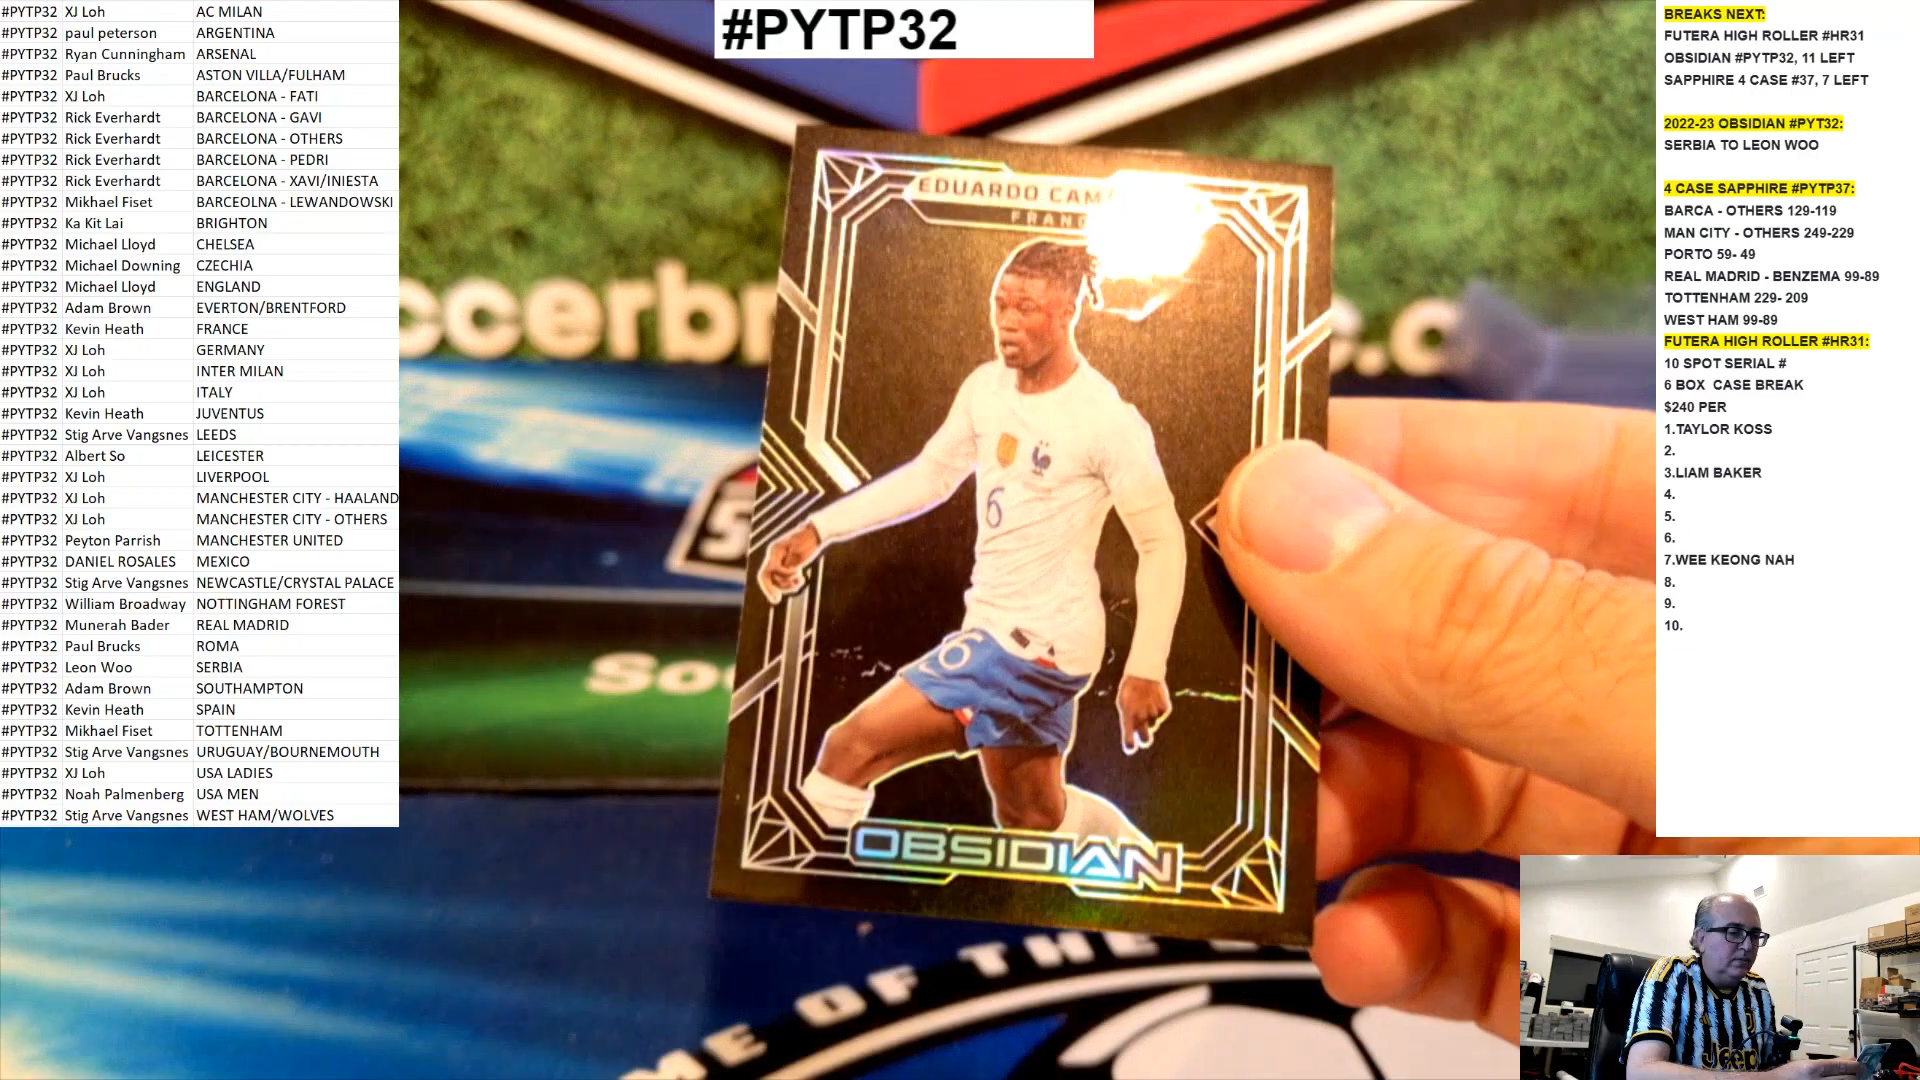 #PYTP32 XJ Loh AC MILAN
#PYTP32 paul peterson ARGENTINA
#PYTP32 Ryan Cunningham ARSENAL
#PYTP32 Paul Brucks ASTON VILLA/FULHAM
#PYTP32 XJ Loh BARCELONA - FATI
#PYTP32 Rick Everhardt BARCELONA - GAVI
#PYTP32 Rick Everhardt BARCELONA - OTHERS
#PYTP32 Rick Everhardt BARCELONA - PEDRI
#PYTP32 Rick Everhardt BARCELONA - XAVI/INIESTA
#PYTP32 Mikhael Fiset BARCEOLNA - LEWANDOWSKI
#PYTP32 Ka Kit Lai BRIGHTON
#PYTP32 Michael Lloyd CHELSEA
#PYTP32 Michael Downing CZECHIA
#PYTP32 Michael Lloyd ENGLAND
#PYTP32 Adam Brown EVERTON/BRENTFORD
#PYTP32 Kevin Heath FRANCE
#PYTP32 XJ Loh GERMANY
#PYTP32 XJ Loh INTER MILAN
#PYTP32 XJ Loh ITALY
#PYTP32 Kevin Heath JUVENTUS
#PYTP32 Stig Arve Vangsnes LEEDS
#PYTP32 Albert So LEICESTER
#PYTP32 XJ Loh LIVERPOOL
#PYTP32 XJ Loh MANCHESTER CITY - HAALAND
#PYTP32 XJ Loh MANCHESTER CITY - OTHERS
#PYTP32 Peyton Parrish MANCHESTER UNITED
#PYTP32 DANIEL ROSALES MEXICO
#PYTP32 Stig Arve Vangsnes NEWCASTLE/CRYSTAL PALACE
#PYTP32 William Broadway NOTTINGHAM FOREST
#PYTP32 Munerah Bader REAL MADRID
#PYTP32 Paul Brucks ROMA
#PYTP32 Leon Woo SERBIA
#PYTP32 Adam Brown SOUTHAMPTON
#PYTP32 Kevin Heath SPAIN
#PYTP32 Mikhael Fiset TOTTENHAM
#PYTP32 Stig Arve Vangsnes URUGUAY/BOURNEMOUTH
#PYTP32 XJ Loh USA LADIES
#PYTP32 Noah Palmenberg USA MEN
#PYTP32 Stig Arve Vangsnes WEST HAM/WOLVES
#PYTP32
EDUARDO
6
6
OBSIDIAN
OF THE
Jeep
BREAKS NEXT:
FUTERA HIGH ROLLER #HR31
OBSIDIAN #PYTP32, 11 LEFT
SAPPHIRE 4 CASE #37, 7 LEFT
2022-23 OBSIDIAN #PYT32:
SERBIA TO LEON WOO
4 CASE SAPPHIRE #PYTP37:
BARCA - OTHERS 129-119
MAN CITY - OTHERS 249-229
PORTO 59- 49
REAL MADRID - BENZEMA 99-89
TOTTENHAM 229- 209
WEST HAM 99-89
FUTERA HIGH ROLLER #HR31:
10 SPOT SERIAL #
6 BOX CASE BREAK
$240 PER
1.TAYLOR KOSS
2.
3.LIAM BAKER
4.
5.
6.
7.WEE KEONG NAH
8.
9.
10.